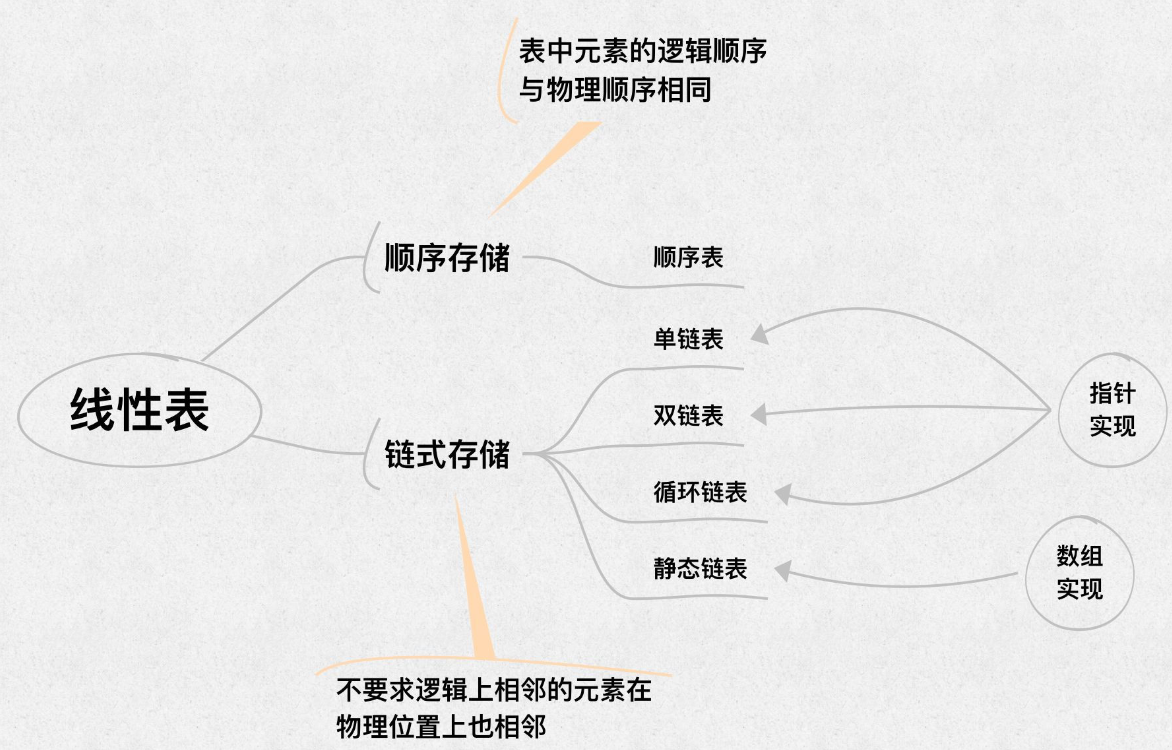 表中元素的逻辑顺序
与物理顺序相同
顺序存储
顺序表
单链表
线性表
双链表
指针
实现
链式存储
循环链表
静态链表
数组
实现
不要求逻辑上相邻的元素在
物理位置上也相邻